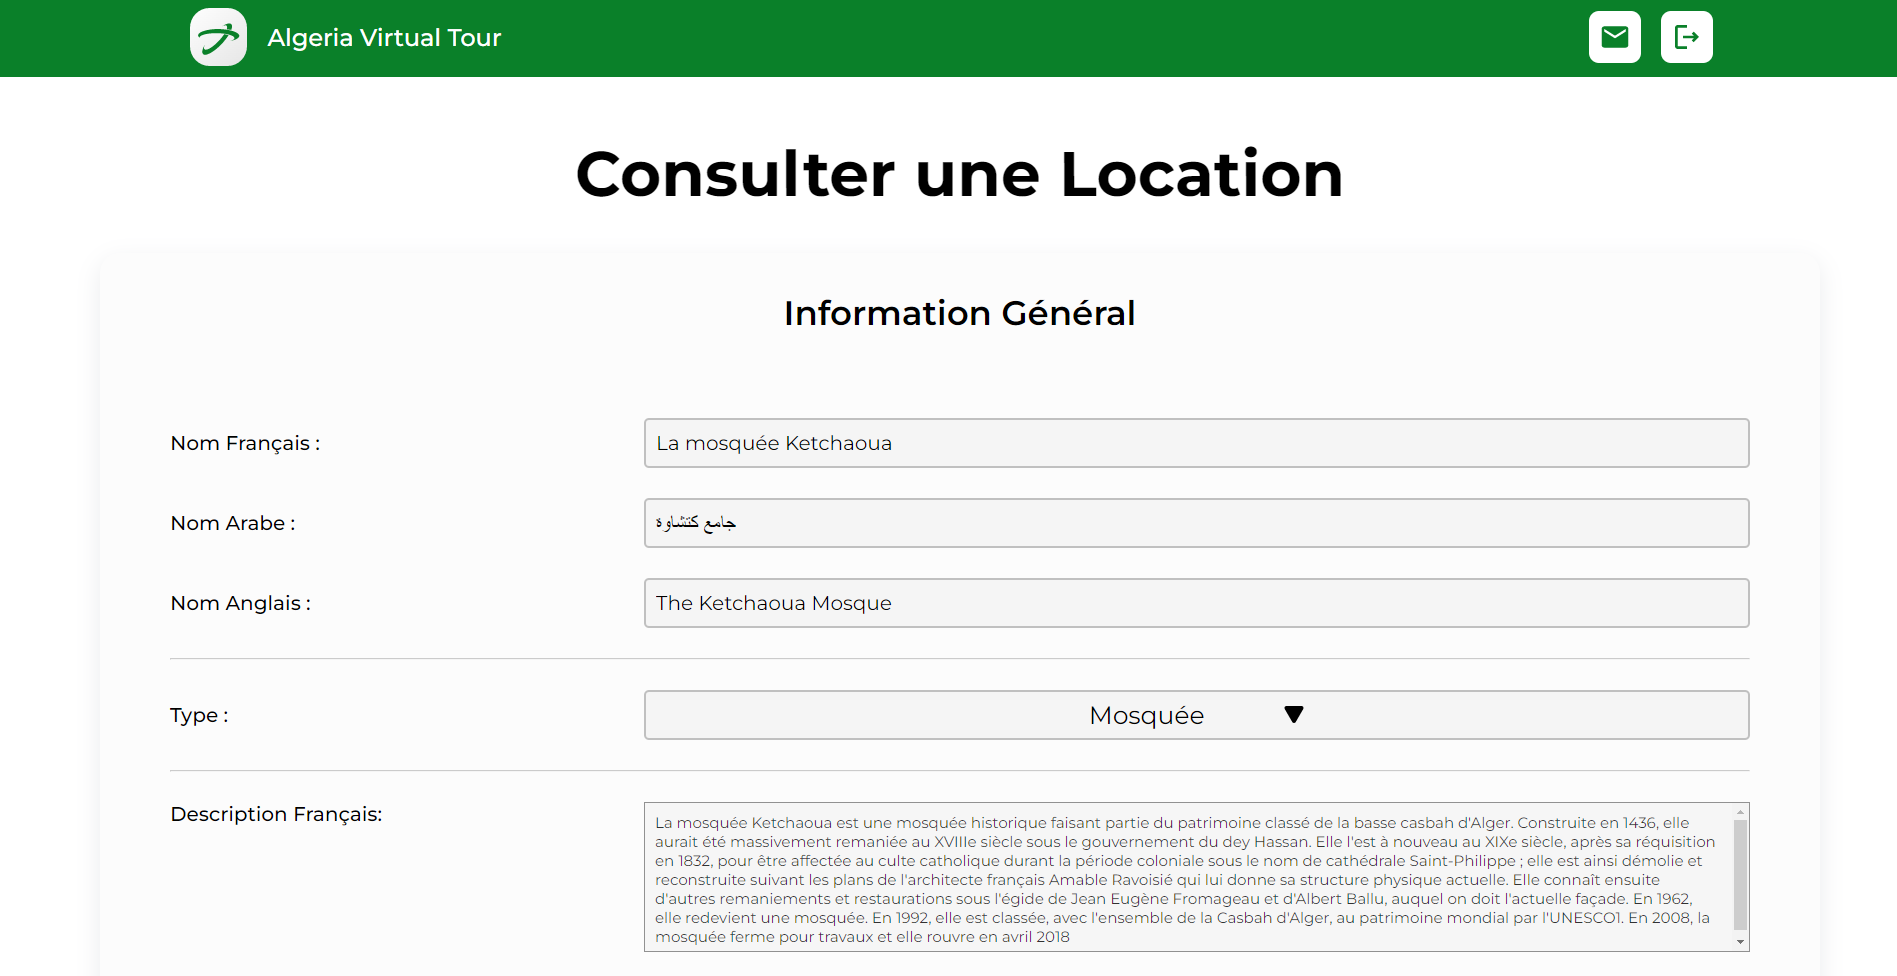 Algeria Virtual Tour
Consulter une Location
Information Général
Nom Français :
La mosquée Ketchaoua
Nom Arabe :
جامع كتشاوة
Nom Anglais :
The Ketchaoua Mosque
Type :
Mosquée
Description Français:
La mosquée Ketchaoua est une mosquée historique faisant partie du patrimoine classé de la basse casbah d'Alger. Construite en 1436, elle
aurait été massivement remaniée au XVIIIe siècle sous le gouvernement du dey Hassan. Elle l'est à nouveau au XIXe siècle, après sa réquisition
en 1832, pour être affectée au culte catholique durant la période coloniale sous le nom de cathédrale Saint-Philippe ; elle est ainsi démolie et
reconstruite suivant les plans de l'architecte français Amable Ravoisié qui lui donne sa structure physique actuelle. Elle connaît ensuite
d'autres remaniements et restaurations sous l'égide de Jean Eugène Fromageau et d'Albert Ballu, auquel on doit l'actuelle façade. En 1962,
elle redevient une mosquée. En 1992, elle est classée, avec l'ensemble de la Casbah d'Alger, au patrimoine mondial par l'UNESCO1. En 2008, la
mosquée ferme pour travaux et elle rouvre en avril 2018